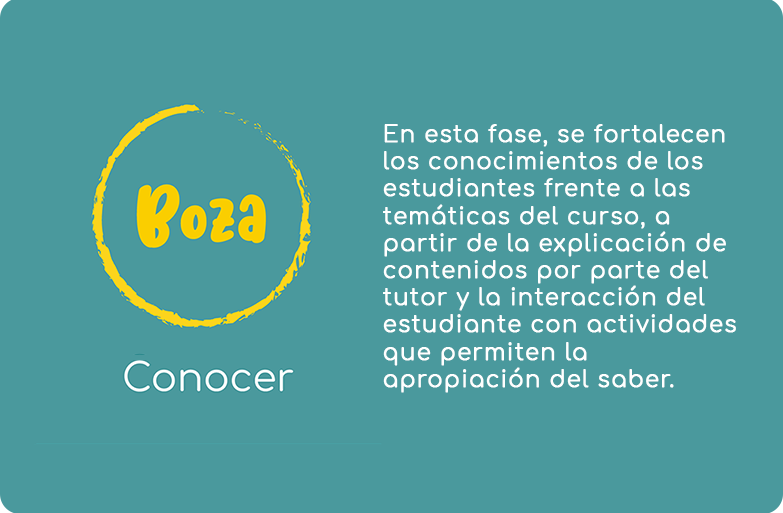 Boza
Conocer
En esta fase, se fortalecen
los conocimientos de los
estudiantes frente a las
temáticas del curso, a
partir de la explicación de
contenidos por parte del
tutor y la interacción del
estudiante con actividades
que permiten la
apropiación del saber.